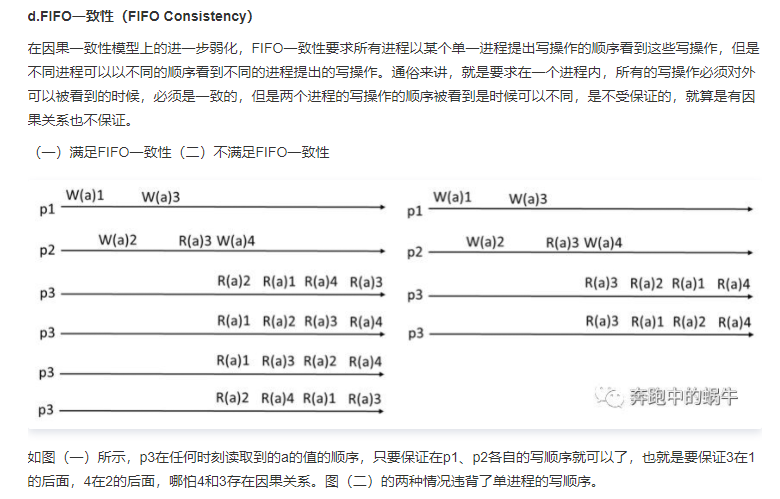 d.FIFO一致性（FIFO Consistency）
在因果一致性模型上的进一步弱化，FIFO一致性要求所有进程以某个单一进程提出写操作的顺序看到这些写操作，但是
不同进程可以以不同的顺序看到不同的进程提出的写操作。通俗来讲，就是要求在一个进程内，所有的写操作必须对外
可以被看到的时候，必须是一致的，但是两个进程的写操作的顺序被看到是时候可以不同，是不受保证的，就算是有因
果关系也不保证。
（一）满足FIFO一致性（二）不满足FIFO一致性
p1 W(a)1 W(a)3
p2 W(a)2 R(a)3 W(a)4
p3 R(a)2 R(a)1 R(a)4 R(a)3
p3 R(a)1 R(a)2 R(a)3 R(a)4
p3 R(a)1 R(a)3 R(a)2 R(a)4
p3 R(a)2 R(a)4 R(a)1 R(a)3
p1 W(a)1 W(a)3
p2 W(a)2 R(a)3 W(a)4
p3 R(a)3 R(a)2 R(a)1 R(a)4
p3 R(a)3 R(a)1 R(a)2 R(a)4
奔跑中的蜗牛
如图（一）所示，p3在任何时刻读取到的a的值的顺序，只要保证在p1、p2各自的写顺序就可以了，也就是要保证3在1
的后面，4在2的后面，哪怕4和3存在因果关系。图（二）的两种情况违背了单进程的写顺序。